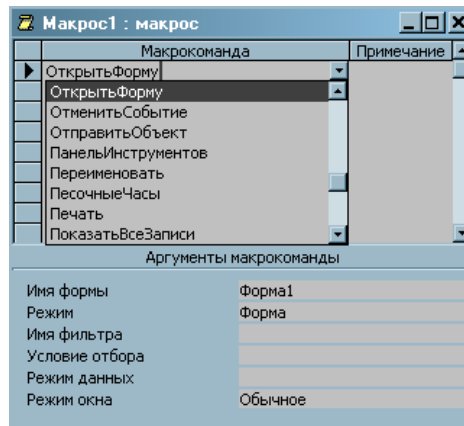 Макрос1 : макрос
Макрокоманда Примечание
ОткрытьФорму
ОткрытьФорму
ОтменитьСобытие
ОтправитьОбъект
ПанельИнструментов
Переименовать
ПесочныеЧасы
Печать
ПоказатьВсеЗаписи
Аргументы макрокоманды
Имя формы Форма1
Режим Форма
Имя фильтра
Условие отбора
Режим данных
Режим окна Обычное